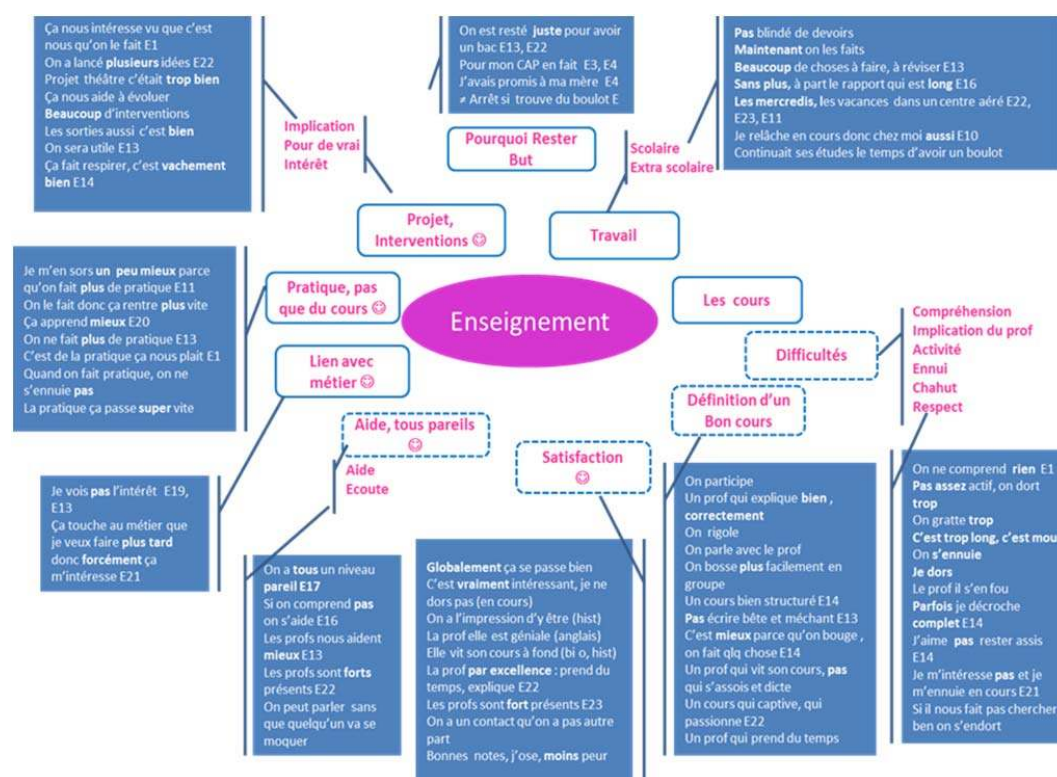 Ça nous intéresse vu que c'est
nous qu'on le fait E1
On a lancé plusieurs idées E22
Projet théâtre c'était trop bien
Ça nous aide à évoluer
Beaucoup d'interventions
Les sorties aussi c'est bien
On sera utile E13
Ça fait respirer, c'est vachement
bien E14
Implication
Pour de vrai
Intérêt
On est resté juste pour avoir
un bac E13, E22
Pour mon CAP en fait E3, E4
J'avais promis à ma mère E4
≠ Arrêt si trouve du boulot E
Pourquoi Rester
But
Pas blindé de devoirs
Maintenant on les faits
Beaucoup de choses à faire, à réviser E13
Sans plus, à part le rapport qui est long E16
Les mercredis, les vacances dans un centre aéré E22,
E23, E11
Je relâche en cours donc chez moi aussi E10
Continuait ses études le temps d'avoir un boulot
Scolaire
Extra scolaire
Projet,
Interventions ☺
Travail
Je m'en sors un peu mieux parce
qu'on fait plus de pratique E11
On le fait donc ça rentre plus vite
Ça apprend mieux E20
On ne fait plus de pratique E13
C'est de la pratique ça nous plait E1
Quand on fait pratique, on ne
s'ennuie pas
La pratique ça passe super vite
Pratique, pas
que du cours ☺
Enseignement
Les cours
Lien avec
métier ☺
Difficultés
Compréhension
Implication du prof
Activité
Ennui
Chahut
Respect
Définition d'un
Bon cours
Aide, tous pareils
☺
Aide
Ecoute
Satisfaction
☺
Je vois pas l'intérêt E19,
E13
Ça touche au métier que
je veux faire plus tard
donc forcément ça
m'intéresse E21
On a tous un niveau
pareil E17
Si on comprend pas
on s'aide E16
Les profs nous aident
mieux E13
Les profs sont forts
présents E22
On peut parler sans
que quelqu'un va se
moquer
Globalement ça se passe bien
C'est vraiment intéressant, je ne
dors pas (en cours)
On a l'impression d'y être (hist)
La prof elle est géniale (anglais)
Elle vit son cours à fond (bi o, hist)
La prof par excellence : prend du
temps, explique E22
Les profs sont fort présents E23
On a un contact qu'on a pas autre
part
Bonnes notes, j'ose, moins peur
On participe
Un prof qui explique bien ,
correctement
On rigole
On parle avec le prof
On bosse plus facilement en
groupe
Un cours bien structuré E14
Pas écrire bête et méchant E13
C'est mieux parce qu'on bouge ,
on fait qlq chose E14
Un prof qui vit son cours, pas
qui s'assois et dicte
Un cours qui captive, qui
passionne E22
Un prof qui prend du temps
On ne comprend rien E1
Pas assez actif, on dort
trop
On gratte trop
C'est trop long, c'est mou
On s'ennuie
Je dors
Le prof il s'en fou
Parfois je décroche
complet E14
J'aime pas rester assis
E14
Je m'intéresse pas et je
m'ennuie en cours E21
Si il nous fait pas chercher
ben on s'endort